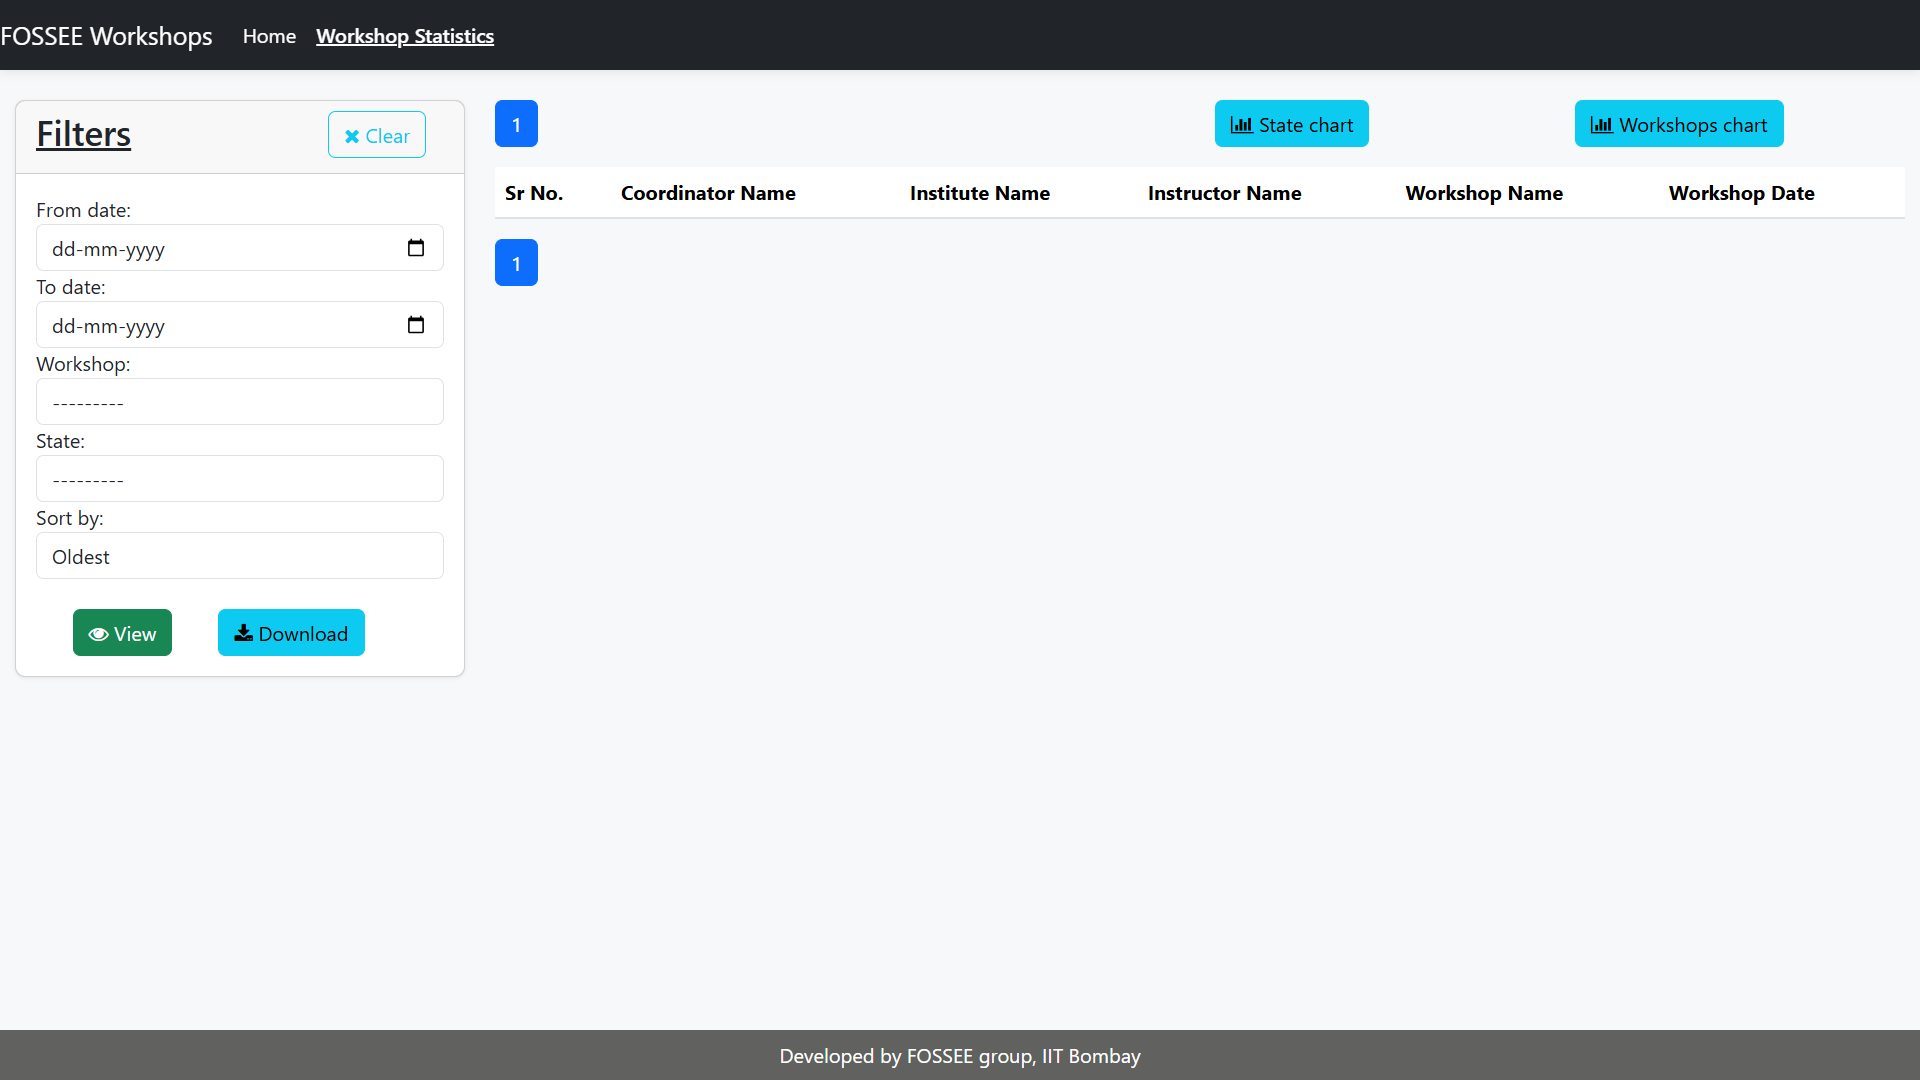 FOSSEE Workshops Home Workshop Statistics
Filters
Clear
From date:
dd-mm-yyyy
To date:
dd-mm-yyyy
Workshop:
---------
State:
---------
Sort by:
Oldest
View
Download
1
State chart
Workshops chart
Sr No. Coordinator Name Institute Name Instructor Name Workshop Name Workshop Date
1
Developed by FOSSEE group, IIT Bombay